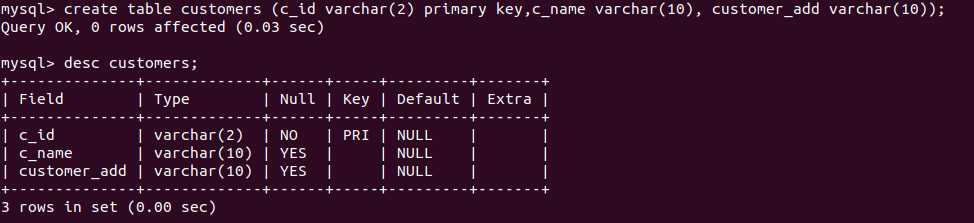 mysql> create table customers (c_id varchar(2) primary key,c_name varchar(10), customer_add varchar(10));
Query OK, 0 rows affected (0.03 sec)

mysql> desc customers;
+--------------+-------------+------+-----+---------+-------+
| Field        | Type        | Null | Key | Default | Extra |
+--------------+-------------+------+-----+---------+-------+
| c_id         | varchar(2)  | NO   | PRI | NULL    |       |
| c_name       | varchar(10) | YES  |     | NULL    |       |
| customer_add | varchar(10) | YES  |     | NULL    |       |
+--------------+-------------+------+-----+---------+-------+
3 rows in set (0.00 sec)